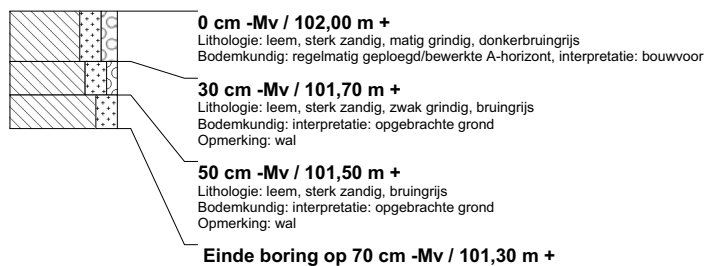 0 cm -Mv / 102,00 m +
Lithologie: leem, sterk zandig, matig grindig, donkerbruingrijs
Bodemkundig: regelmatig geploegd/bewerkte A-horizont, interpretatie: bouwvoor
30 cm -Mv / 101,70 m +
Lithologie: leem, sterk zandig, zwak grindig, bruingrijs
Bodemkundig: interpretatie: opgebrachte grond
Opmerking: wal
50 cm -Mv / 101,50 m +
Lithologie: leem, sterk zandig, bruingrijs
Bodemkundig: interpretatie: opgebrachte grond
Opmerking: wal
Einde boring op 70 cm -Mv / 101,30 m +